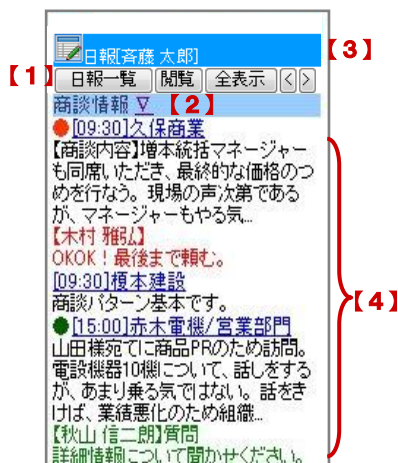 日報[斉藤 太郎]
【3】
【1】
日報一覧 閲覧 全表示 < >
商談情報 ∇ 【2】
●[09:30]久保商業
【商談内容】増本統括マネージャー
も同席いただき、最終的な価格のつ
めを行なう。現場の声次第である
が、マネージャーもやる気...
【木村 雅弘】
OKOK！最後まで頼む。
[09:30]榎本建設
商談パターン基本です。
【4】
●[15:00]赤木電機/営業部門
山田様宛てに商品PRのため訪問。
電設機器10機について、話しをする
が、あまり乗る気ではない。話をき
けば、業績悪化のため組織...
【秋山 信二朗】質問
詳細情報について聞かせください。